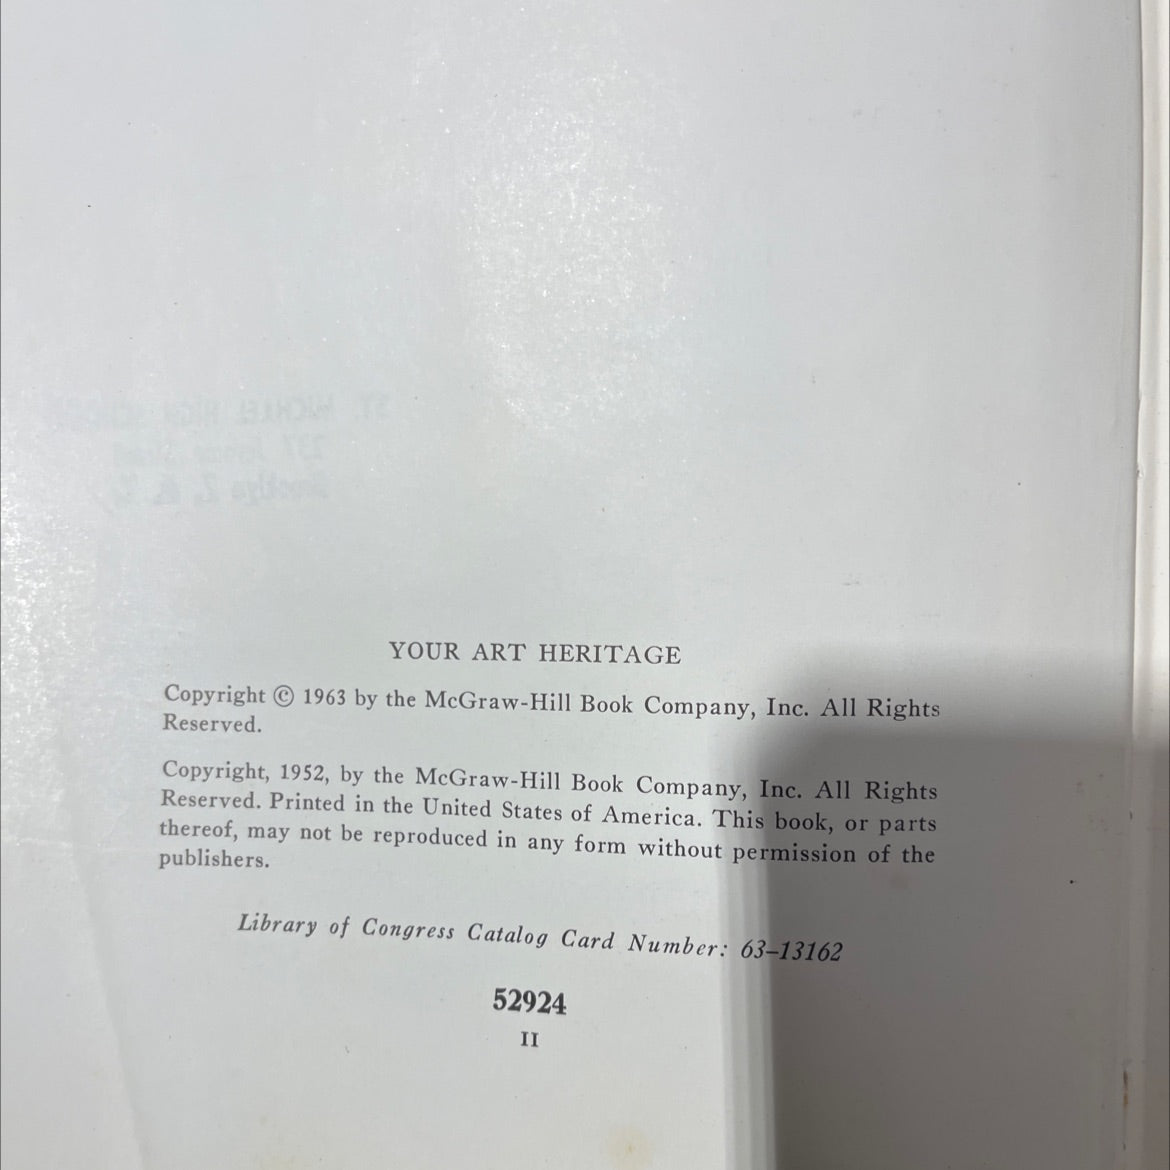 YOUR ART HERITAGE
Copyright © 1963 by the McGraw-Hill Book Company, Inc. All Rights
Reserved.
Copyright, 1952, by the McGraw-Hill Book Company, Inc. All Rights
Reserved. Printed in the United States of America. This book, or parts
thereof, may not be reproduced in any form without permission of the
publishers.
Library of Congress Catalog Card Number: 63–13162
52924
II